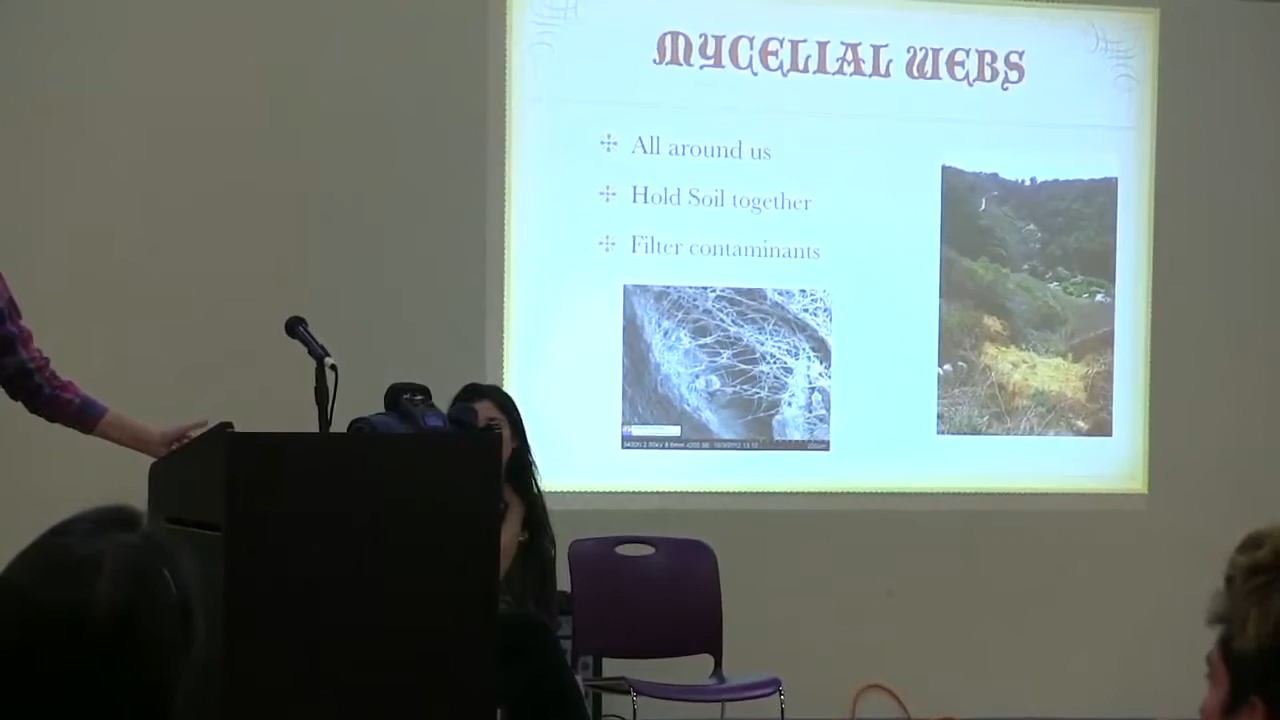 MYCELIAL WEBS
All around us
Hold Soil together
Filter contaminants